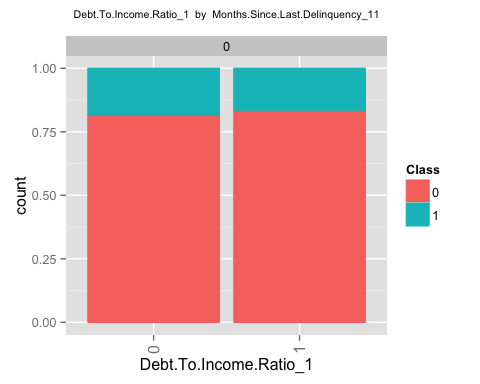 Debt.To.Income.Ratio_1 by Months.Since.Last.Delinquency_11
0
1.00
0.75
0.50
0.25
0.00
count
0
1
Debt.To.Income.Ratio_1
Class
0
1